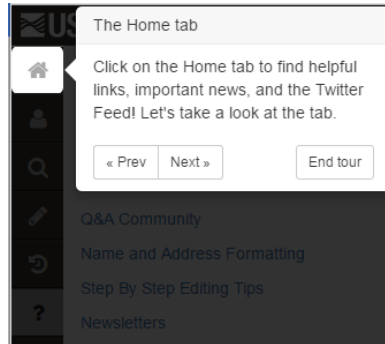 US
The Home tab
Click on the Home tab to find helpful
links, important news, and the Twitter
Feed! Let's take a look at the tab.
« Prev
Next »
End tour
Q&A Community
Name and Address Formatting
Step By Step Editing Tips
?
Newsletters